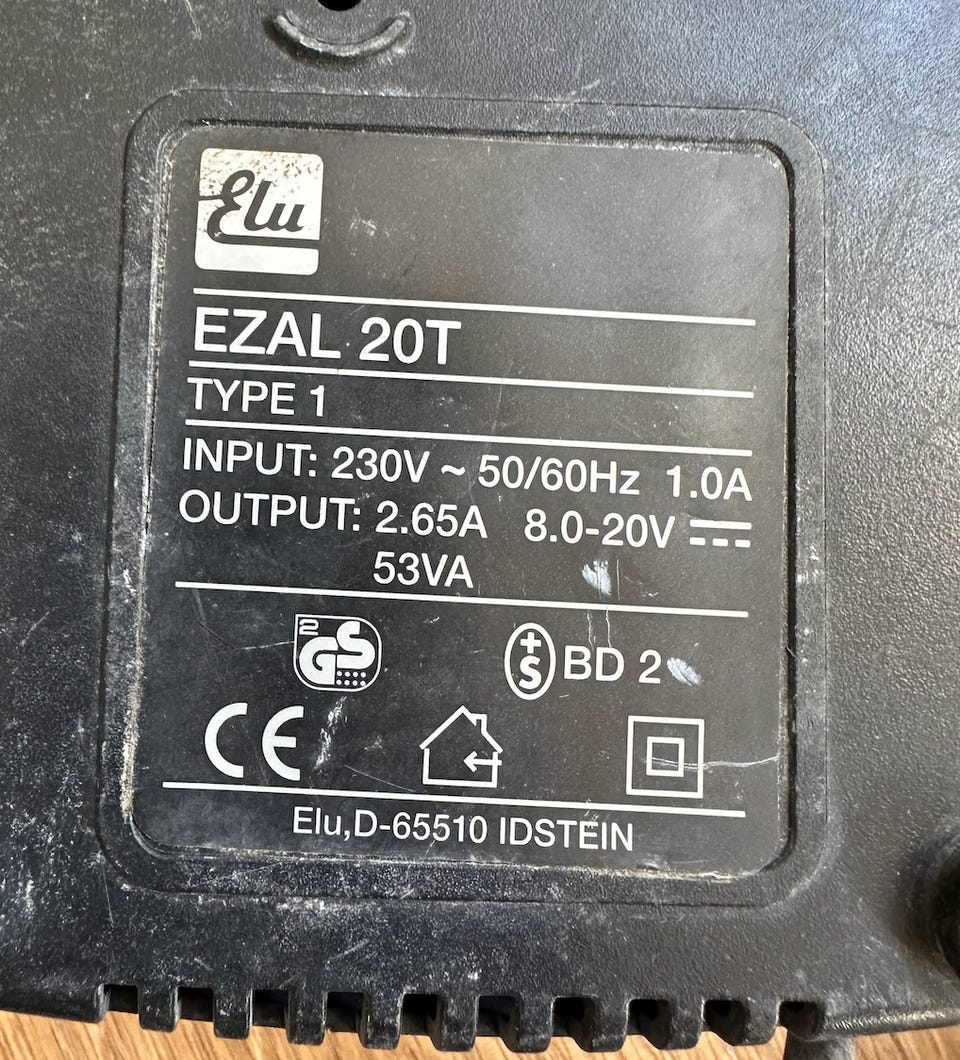 Elu
EZAL 20T
TYPE 1
INPUT: 230V ~ 50/60Hz 1.0A
OUTPUT: 2.65A 8.0-20V ⎓
53VA
2 GS
+S BD 2
CE
Elu,D-65510 IDSTEIN